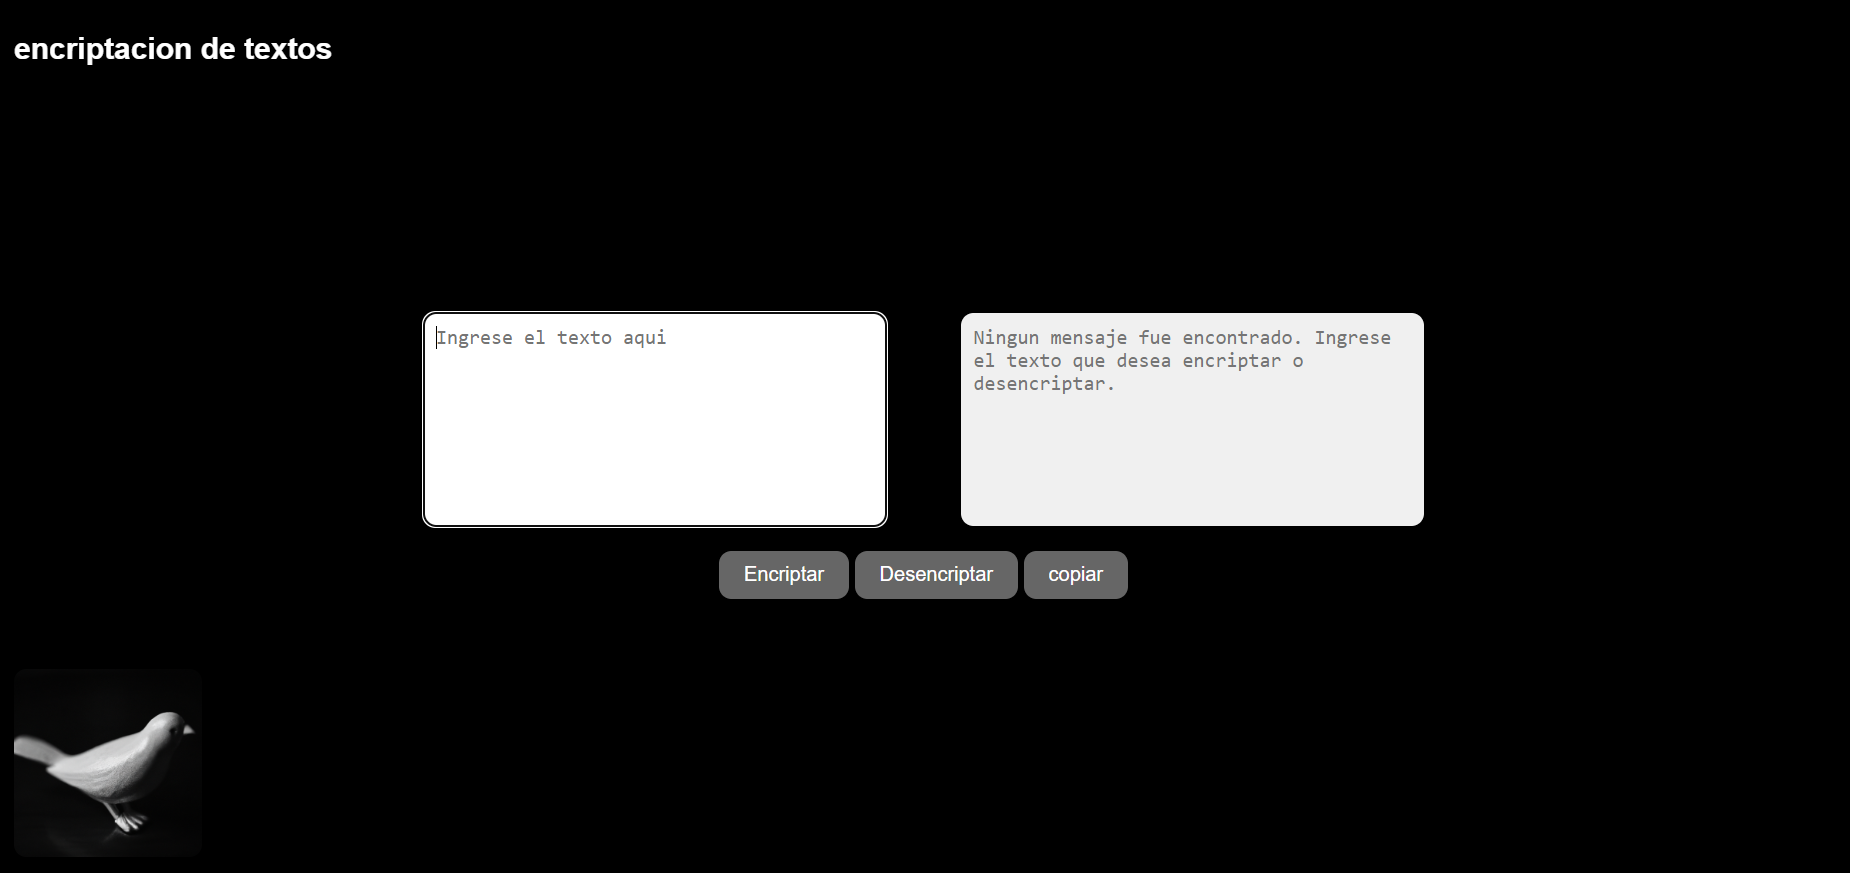 encriptacion de textos
Ingrese el texto aqui
Ningun mensaje fue encontrado. Ingrese
el texto que desea encriptar o
desencriptar.
Encriptar
Desencriptar
copiar